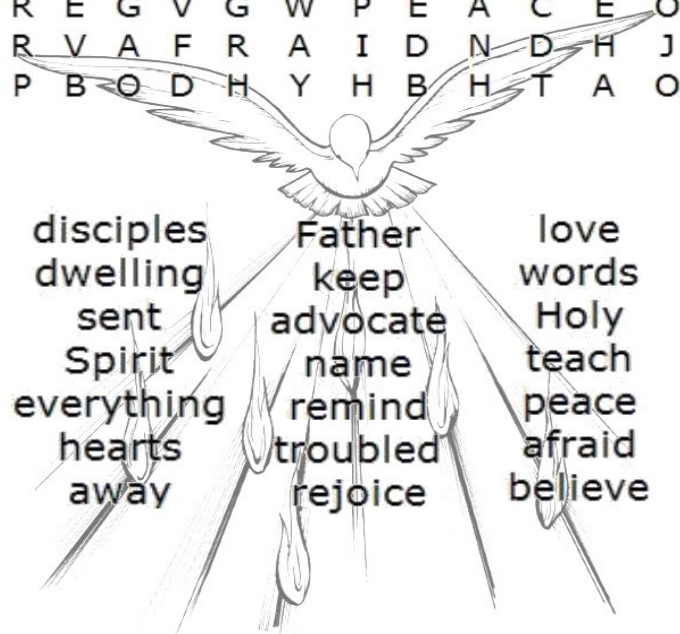 R E G V G W P E A C E O
R V A F R A I D N D H J
P B O D H Y H B H T A O
disciples
dwelling
sent
Spirit
everything
hearts
away
Father
keep
advocate
name
remind
troubled
rejoice
love
words
Holy
teach
peace
afraid
believe